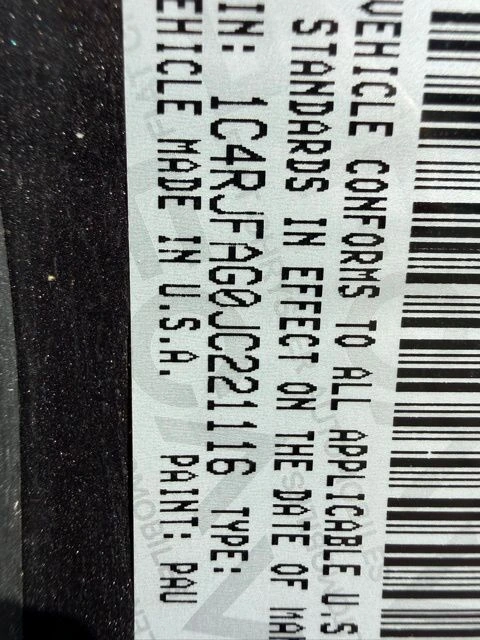 VEHICLE CONFORMS TO ALL APPLICABLE U.S
STANDARDS IN EFFECT ON THE DATE OF MA
IN: 1C4RJFAG0JC221116 TYPE:
EHICLE MADE IN U.S.A. PAINT: PAU